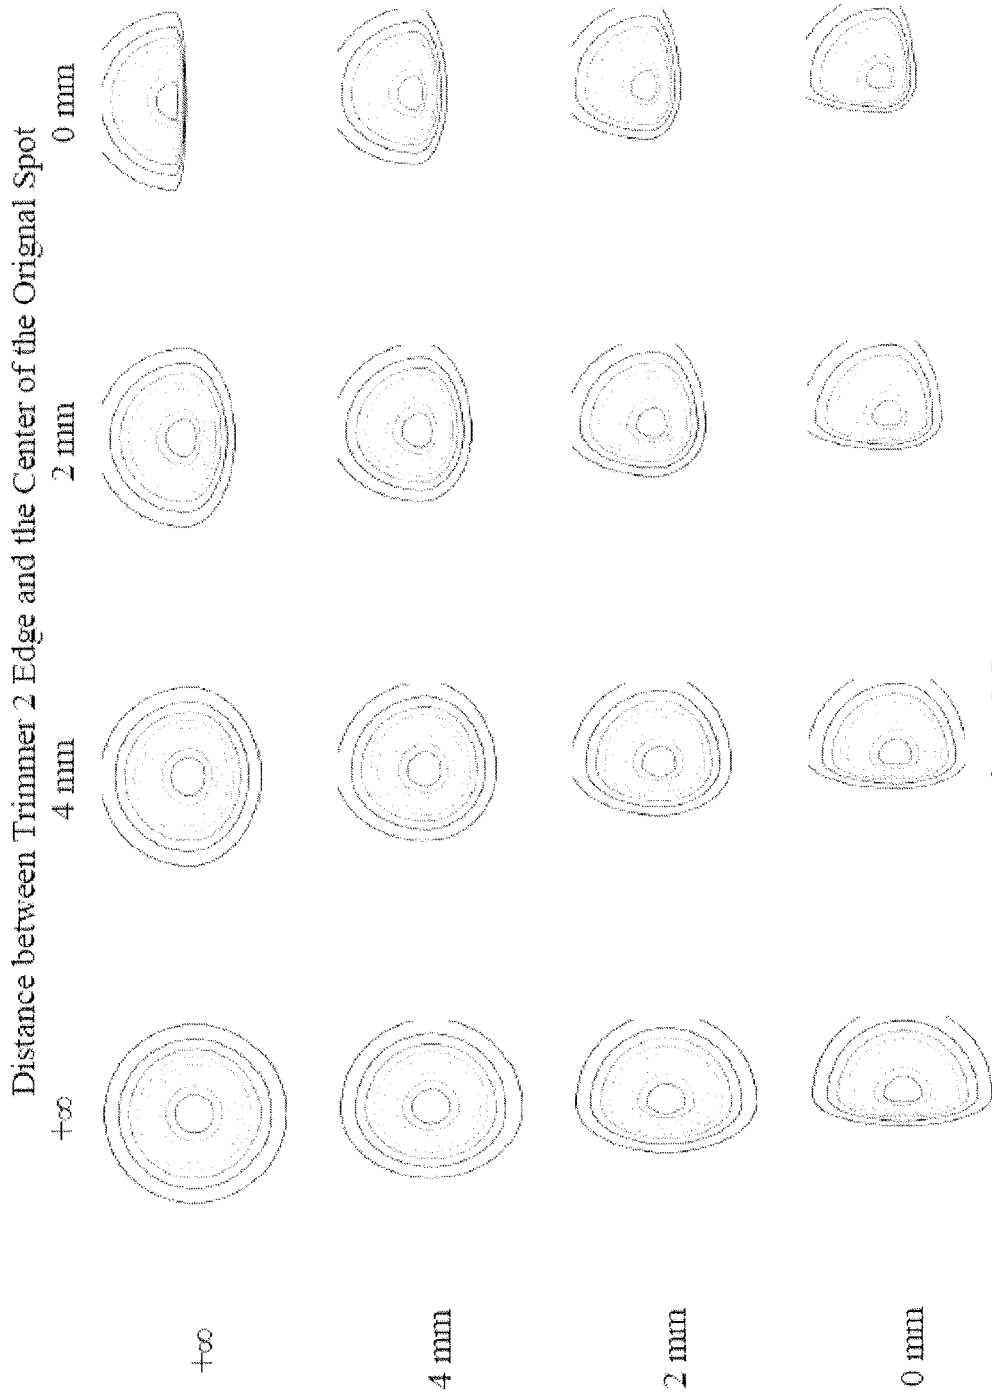 Distance between Trimmer 2 Edge and the Center of the Orignal Spot
+∞ 4 mm 2 mm 0 mm
+∞
4 mm
2 mm
0 mm